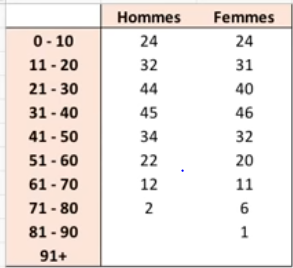 Hommes Femmes
0 - 10 24 24
11 - 20 32 31
21 - 30 44 40
31 - 40 45 46
41 - 50 34 32
51 - 60 22 20
61 - 70 12 11
71 - 80 2 6
81 - 90 1
91+